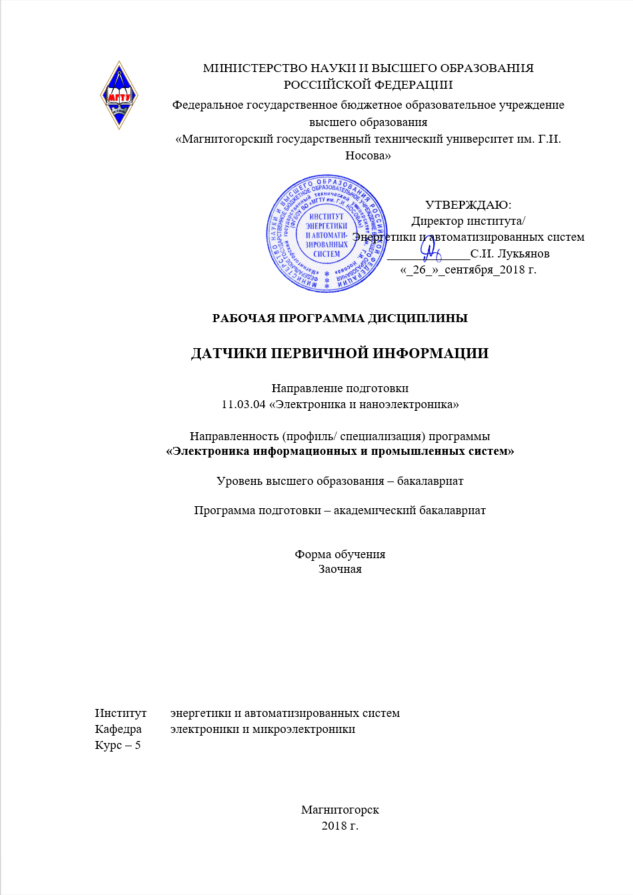 МГТУ
МИНИСТЕРСТВО НАУКИ И ВЫСШЕГО ОБРАЗОВАНИЯ
РОССИЙСКОЙ ФЕДЕРАЦИИ
Федеральное государственное бюджетное образовательное учреждение
высшего образования
«Магнитогорский государственный технический университет им. Г.И.
Носова»
ИНСТИТУТ
ЭНЕРГЕТИКИ
И АВТОМАТИ-
ЗИРОВАННЫХ
СИСТЕМ
УТВЕРЖДАЮ:
Директор института/
Энергетики и автоматизированных систем
______________С.И. Лукьянов
«_26_»_сентября_2018 г.
РАБОЧАЯ ПРОГРАММА ДИСЦИПЛИНЫ
ДАТЧИКИ ПЕРВИЧНОЙ ИНФОРМАЦИИ
Направление подготовки
11.03.04 «Электроника и наноэлектроника»
Направленность (профиль/ специализация) программы
«Электроника информационных и промышленных систем»
Уровень высшего образования – бакалавриат
Программа подготовки – академический бакалавриат
Форма обучения
Заочная
Институт энергетики и автоматизированных систем
Кафедра электроники и микроэлектроники
Курс – 5
Магнитогорск
2018 г.